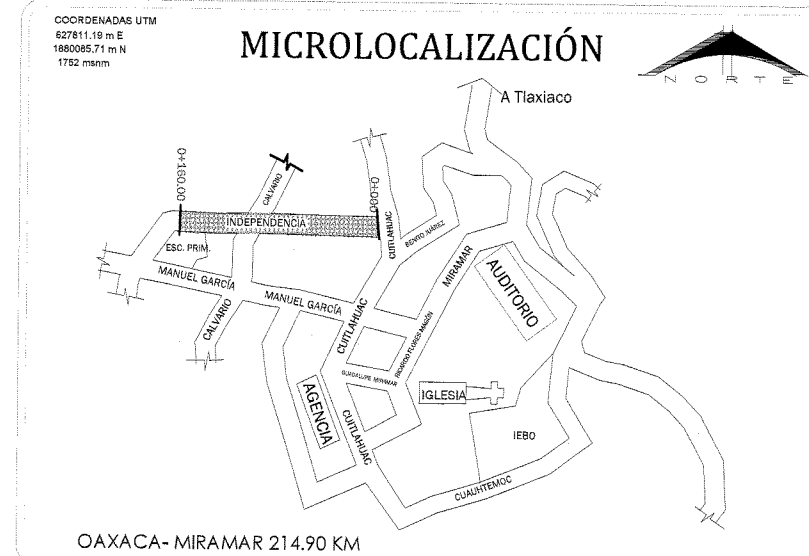 COORDENADAS UTM
627811.19 m E
1880085.71 m N
1752 msnm
MICROLOCALIZACIÓN
NORTE
A Tlaxiaco
0+160.00
CALVARIO
0+000
INDEPENDENCIA
CUITLAHUAC
BENITO JUÁREZ
ESC. PRIM.
MIRAMAR
MANUEL GARCÍA
AUDITORIO
MANUEL GARCÍA
CALVARIO
CUITLAHUAC
RICARDO FLORES MAGÓN
GUADALUPE MIRAMAR
AGENCIA
IGLESIA
CUITLAHUAC
IEBO
CUAUHTEMOC
OAXACA- MIRAMAR 214.90 KM